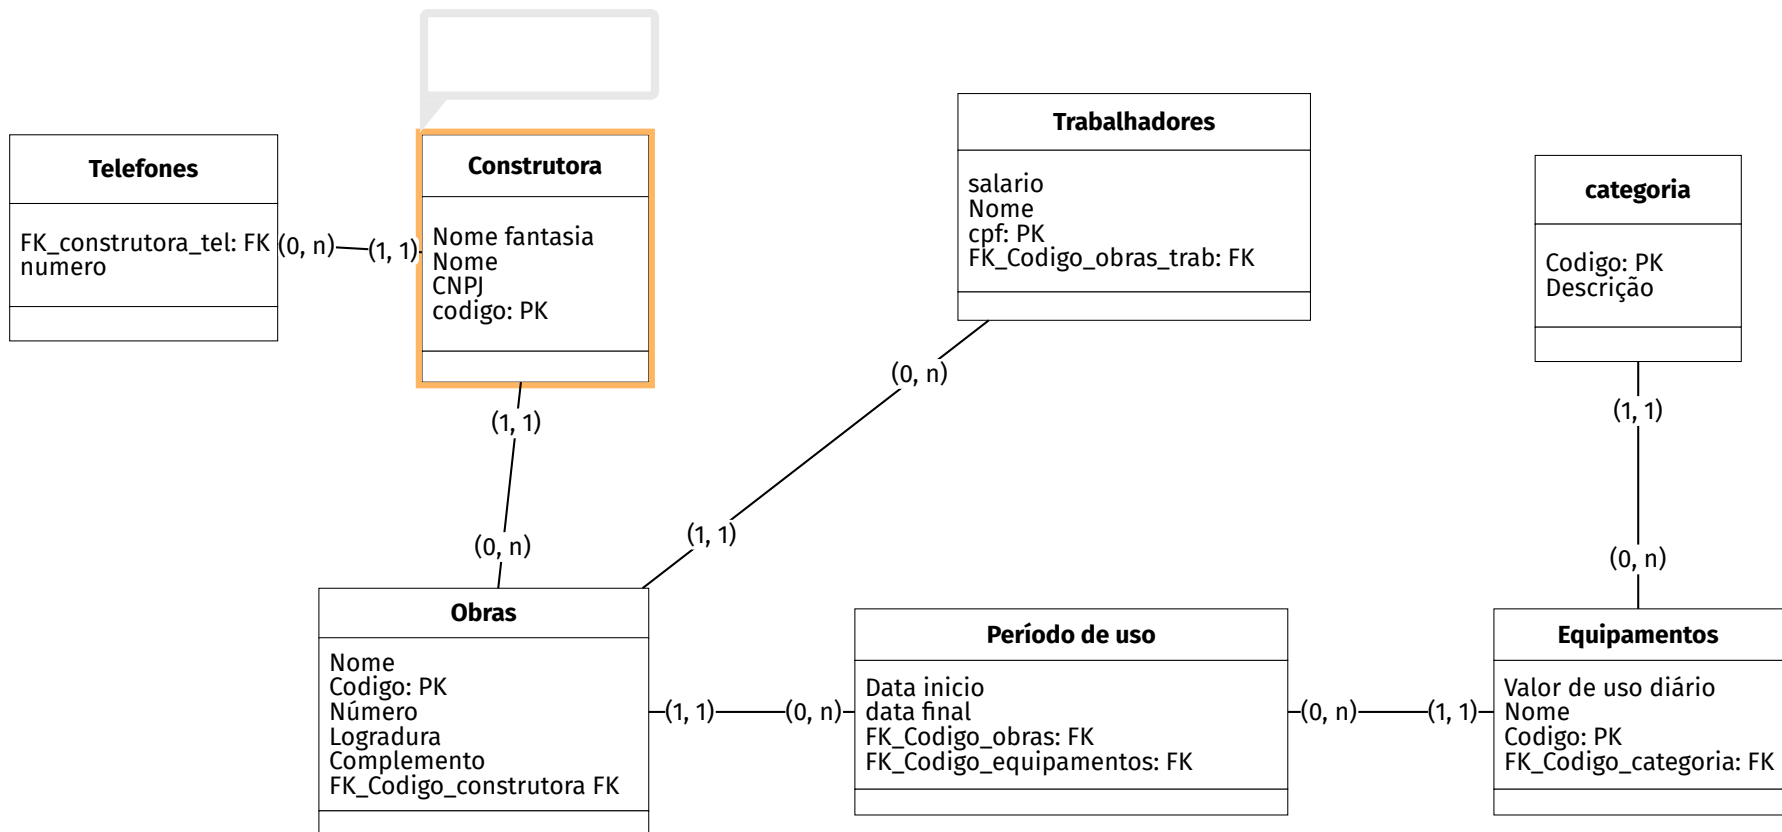 Telefones
FK_construtora_tel: FK
numero
(0, n)
(1, 1)
Construtora
Nome fantasia
Nome
CNPJ
codigo: PK
Trabalhadores
salario
Nome
cpf: PK
FK_Codigo_obras_trab: FK
categoria
Codigo: PK
Descrição
(1, 1)
(0, n)
(0, n)
(1, 1)
(1, 1)
(0, n)
Obras
Nome
Codigo: PK
Número
Logradura
Complemento
FK_Codigo_construtora FK
(1, 1)
(0, n)
Período de uso
Data inicio
data final
FK_Codigo_obras: FK
FK_Codigo_equipamentos: FK
(0, n)
(1, 1)
Equipamentos
Valor de uso diário
Nome
Codigo: PK
FK_Codigo_categoria: FK